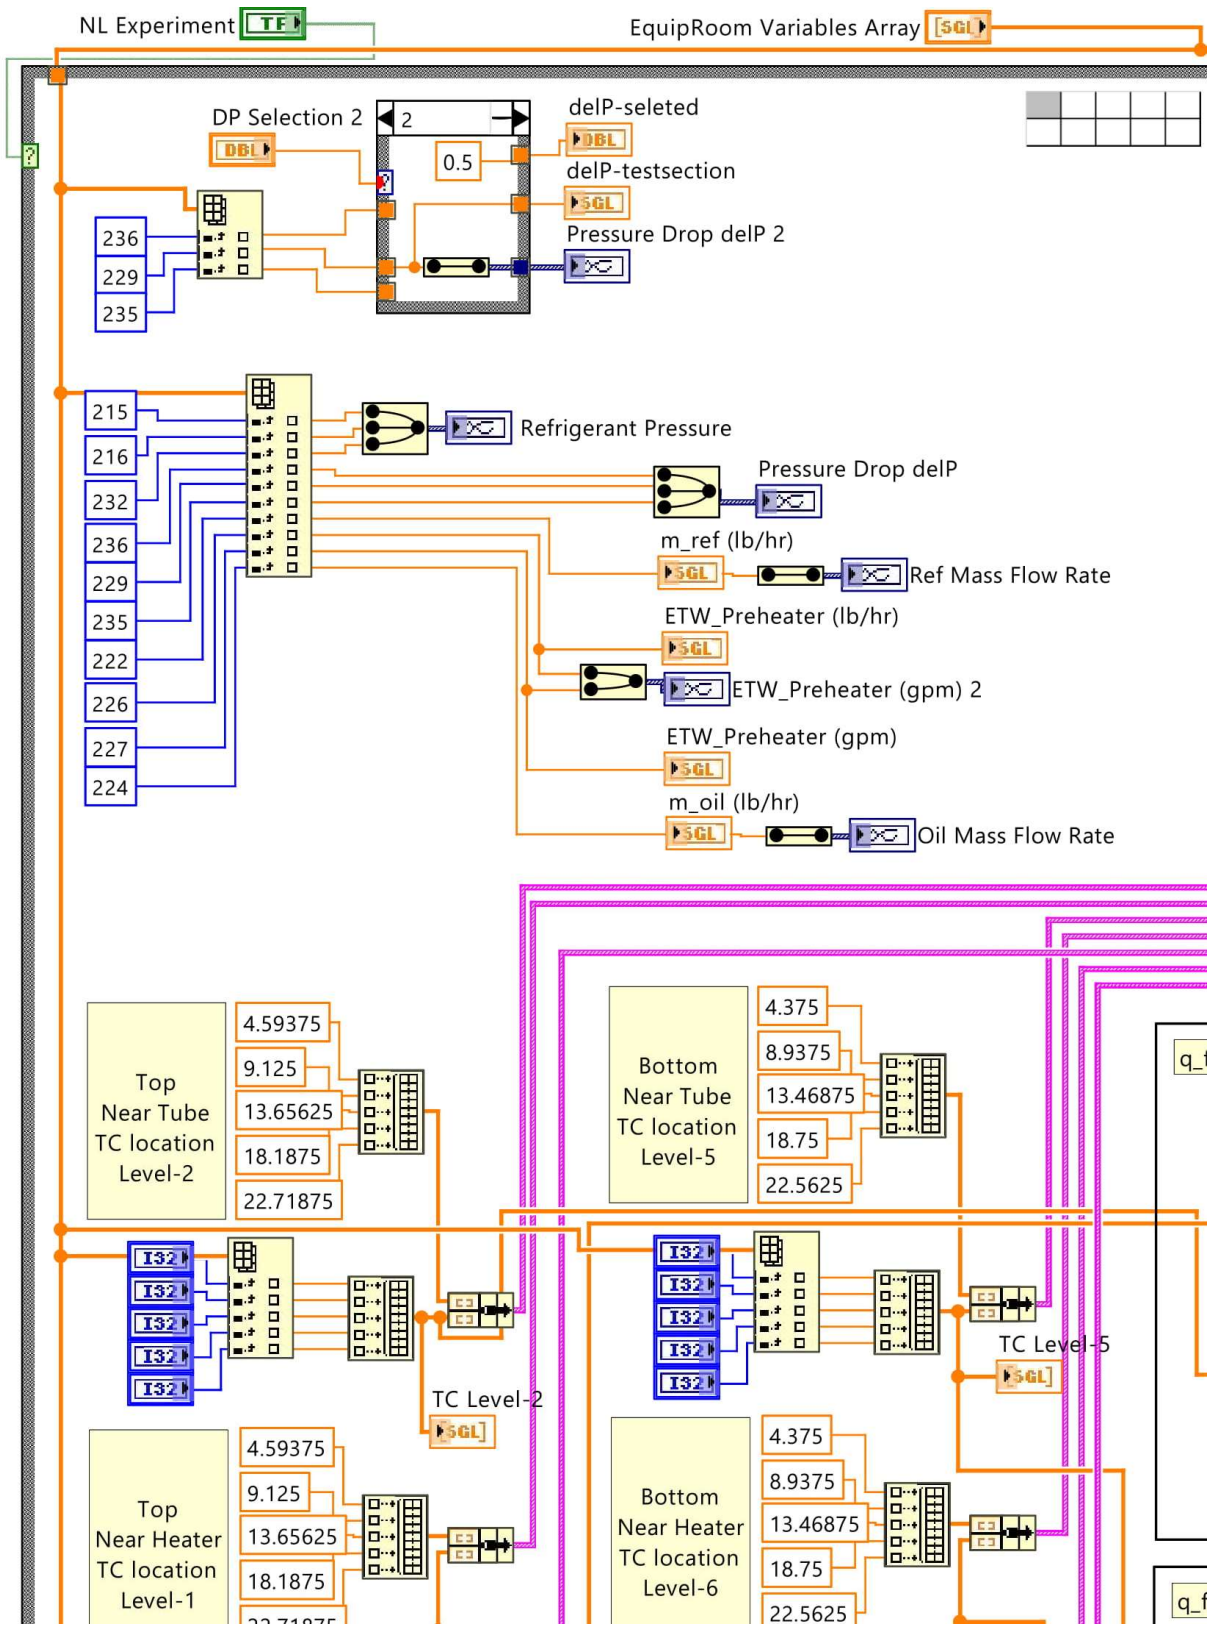 NL Experiment
TF
EquipRoom Variables Array
[SGL]
?
DP Selection 2
DBL
2
?
0.5
delP-seleted
DBL
delP-testsection
SGL
Pressure Drop delP 2
236
229
235
215
216
232
236
229
235
222
226
227
224
Refrigerant Pressure
Pressure Drop delP
m_ref (lb/hr)
SGL
Ref Mass Flow Rate
ETW_Preheater (lb/hr)
SGL
ETW_Preheater (gpm) 2
ETW_Preheater (gpm)
SGL
m_oil (lb/hr)
SGL
Oil Mass Flow Rate
Top
Near Tube
TC location
Level-2
4.59375
9.125
13.65625
18.1875
22.71875
Bottom
Near Tube
TC location
Level-5
4.375
8.9375
13.46875
18.75
22.5625
I32
I32
I32
I32
I32
TC Level-2
[SGL]
I32
I32
I32
I32
I32
TC Level-5
[SGL]
Top
Near Heater
TC location
Level-1
4.59375
9.125
13.65625
18.1875
22.71875
Bottom
Near Heater
TC location
Level-6
4.375
8.9375
13.46875
18.75
22.5625